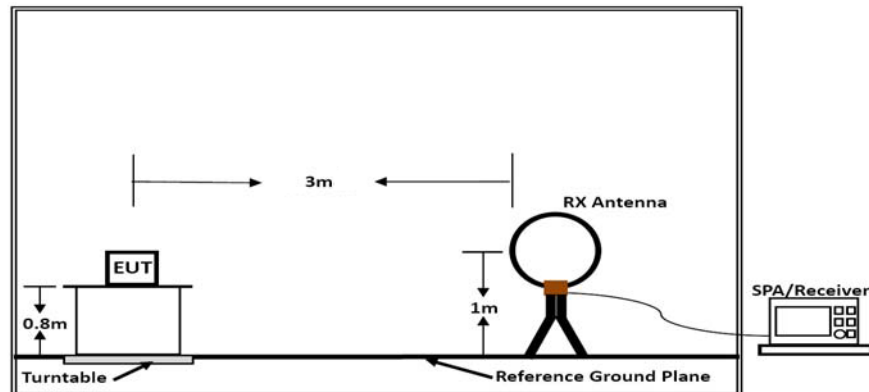 3m
RX Antenna
EUT
SPA/Receiver
0.8m
1m
Turntable
Reference Ground Plane